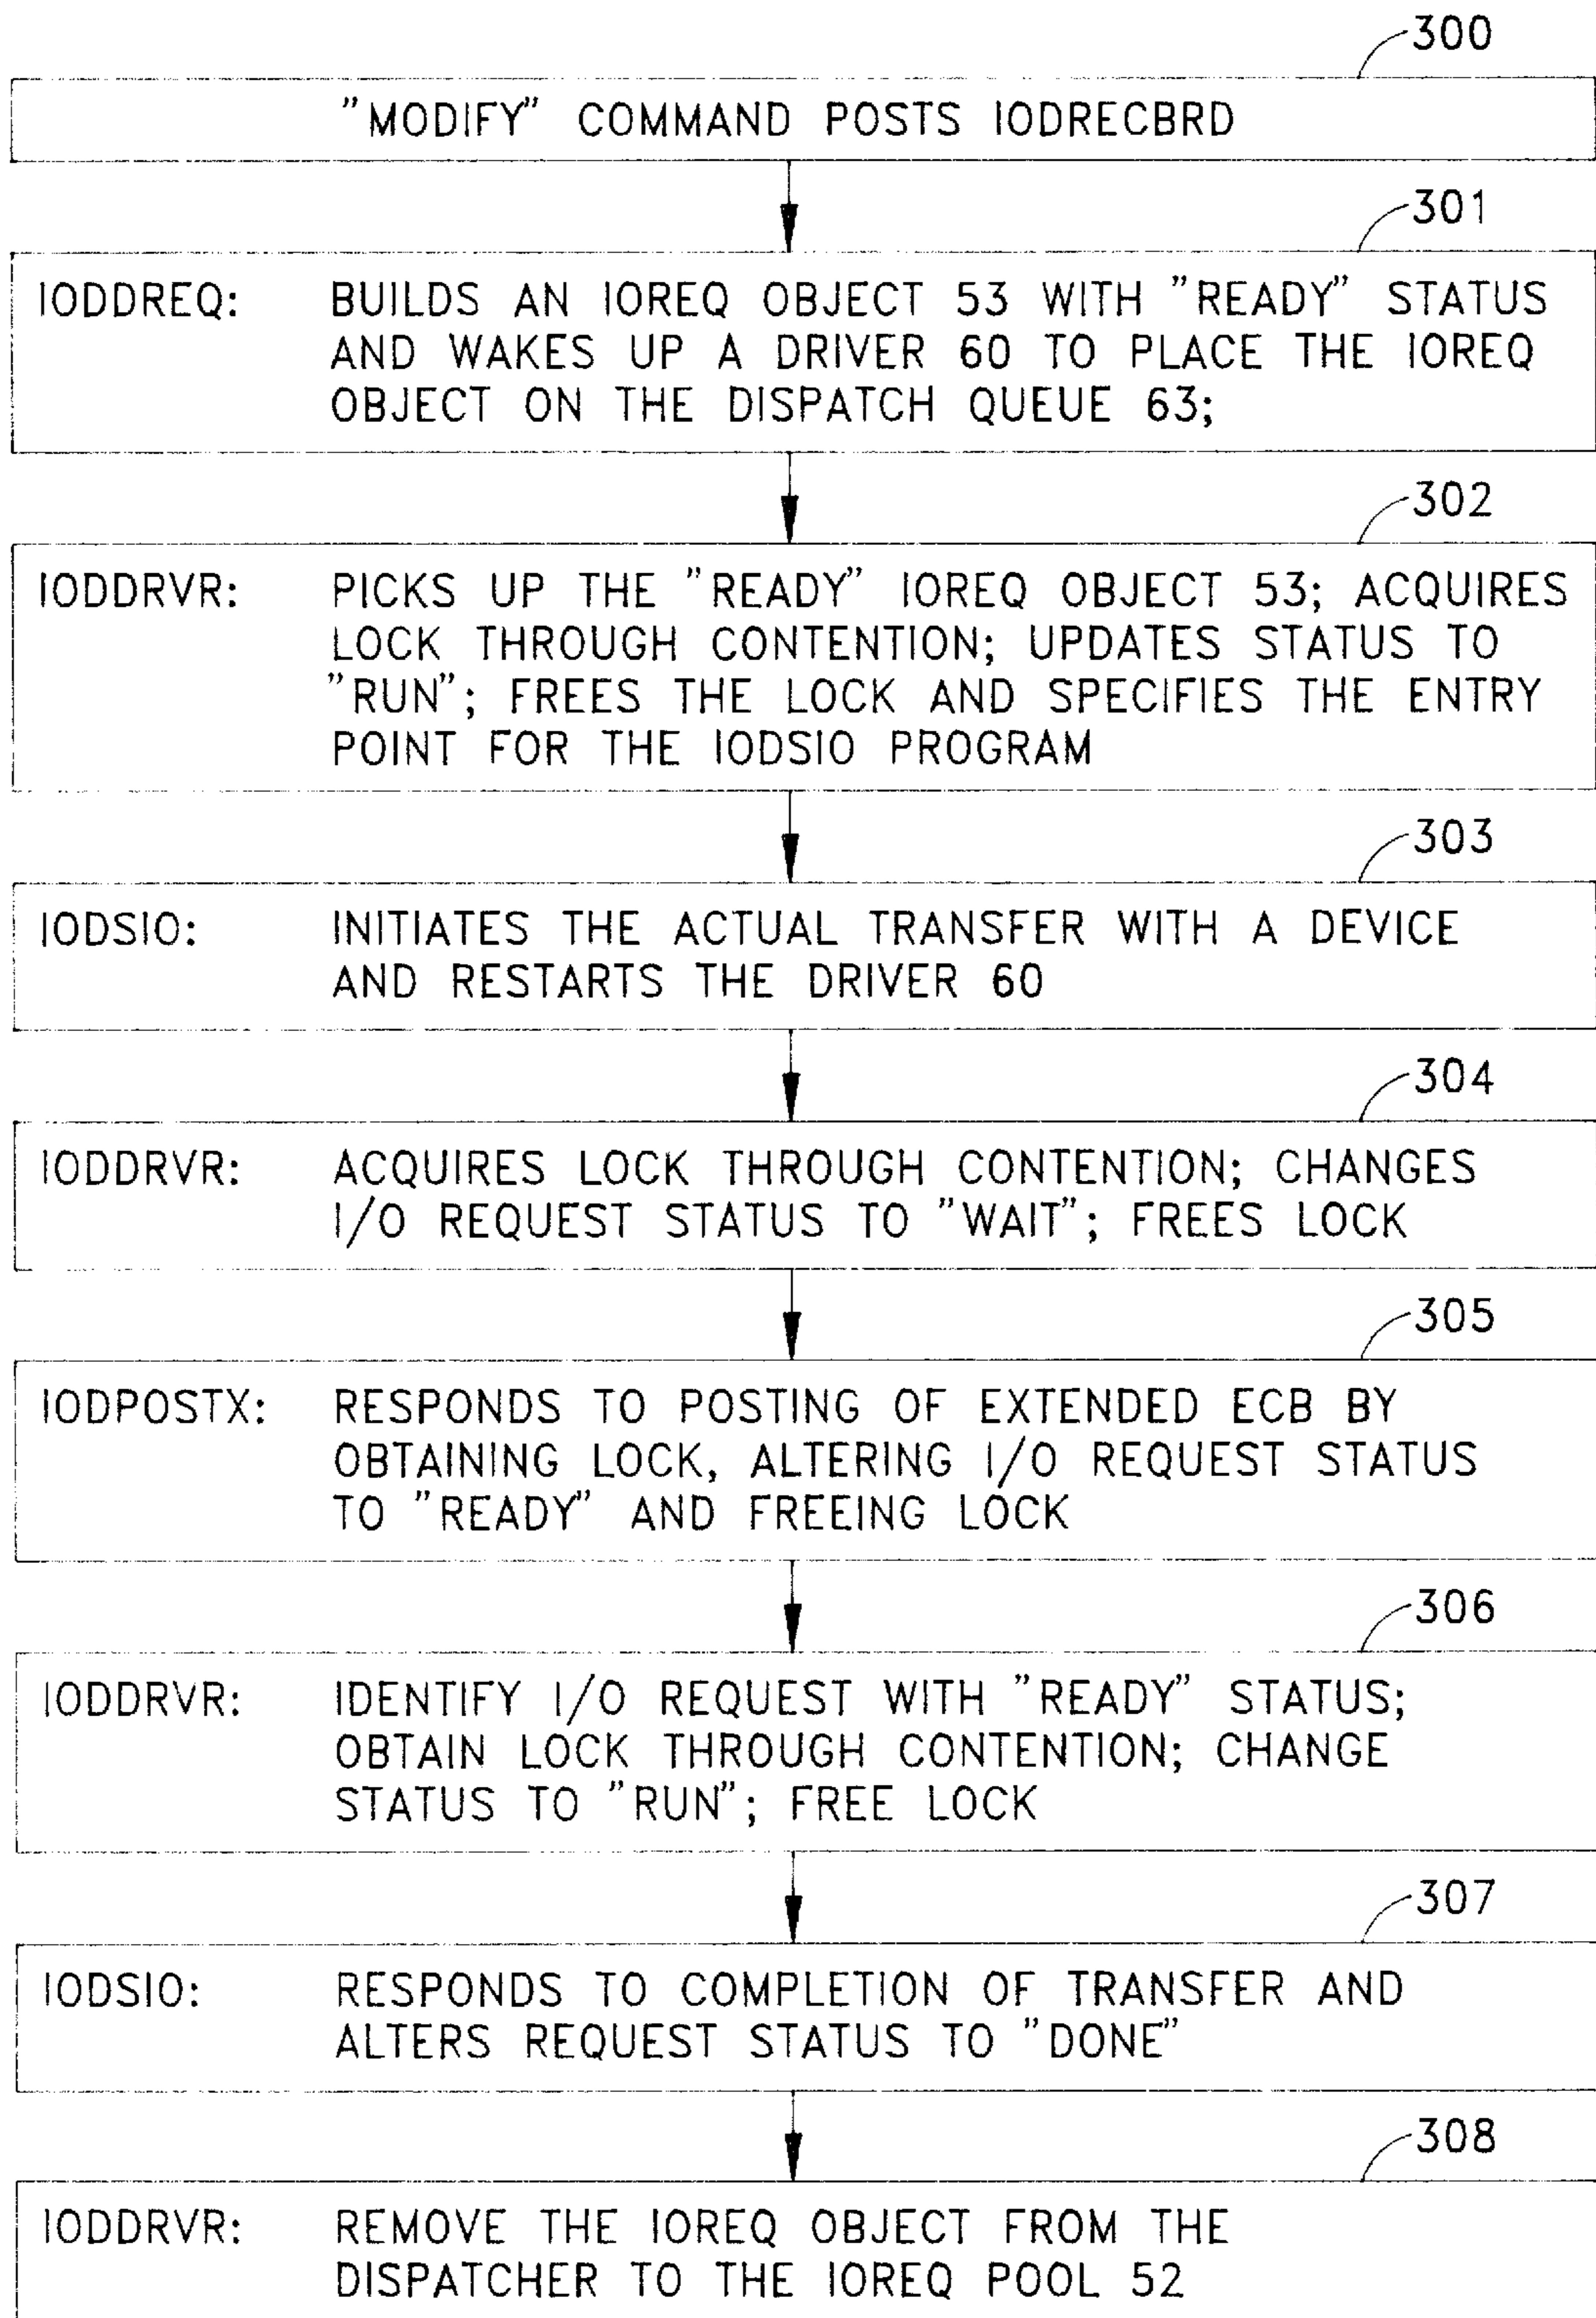 300
"MODIFY" COMMAND POSTS IODRECBRD
301
IODDREQ: BUILDS AN IOREQ OBJECT 53 WITH "READY" STATUS
AND WAKES UP A DRIVER 60 TO PLACE THE IOREQ
OBJECT ON THE DISPATCH QUEUE 63;
302
IODDRVR: PICKS UP THE "READY" IOREQ OBJECT 53; ACQUIRES
LOCK THROUGH CONTENTION; UPDATES STATUS TO
"RUN"; FREES THE LOCK AND SPECIFIES THE ENTRY
POINT FOR THE IODSIO PROGRAM
303
IODSIO: INITIATES THE ACTUAL TRANSFER WITH A DEVICE
AND RESTARTS THE DRIVER 60
304
IODDRVR: ACQUIRES LOCK THROUGH CONTENTION; CHANGES
I/O REQUEST STATUS TO "WAIT"; FREES LOCK
305
IODPOSTX: RESPONDS TO POSTING OF EXTENDED ECB BY
OBTAINING LOCK, ALTERING I/O REQUEST STATUS
TO "READY" AND FREEING LOCK
306
IODDRVR: IDENTIFY I/O REQUEST WITH "READY" STATUS;
OBTAIN LOCK THROUGH CONTENTION; CHANGE
STATUS TO "RUN"; FREE LOCK
307
IODSIO: RESPONDS TO COMPLETION OF TRANSFER AND
ALTERS REQUEST STATUS TO "DONE"
308
IODDRVR: REMOVE THE IOREQ OBJECT FROM THE
DISPATCHER TO THE IOREQ POOL 52